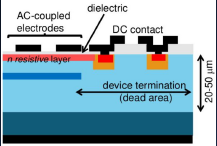 dielectric
AC-coupled
electrodes
DC contact
n resistive layer
device termination
(dead area)
20-50 μm